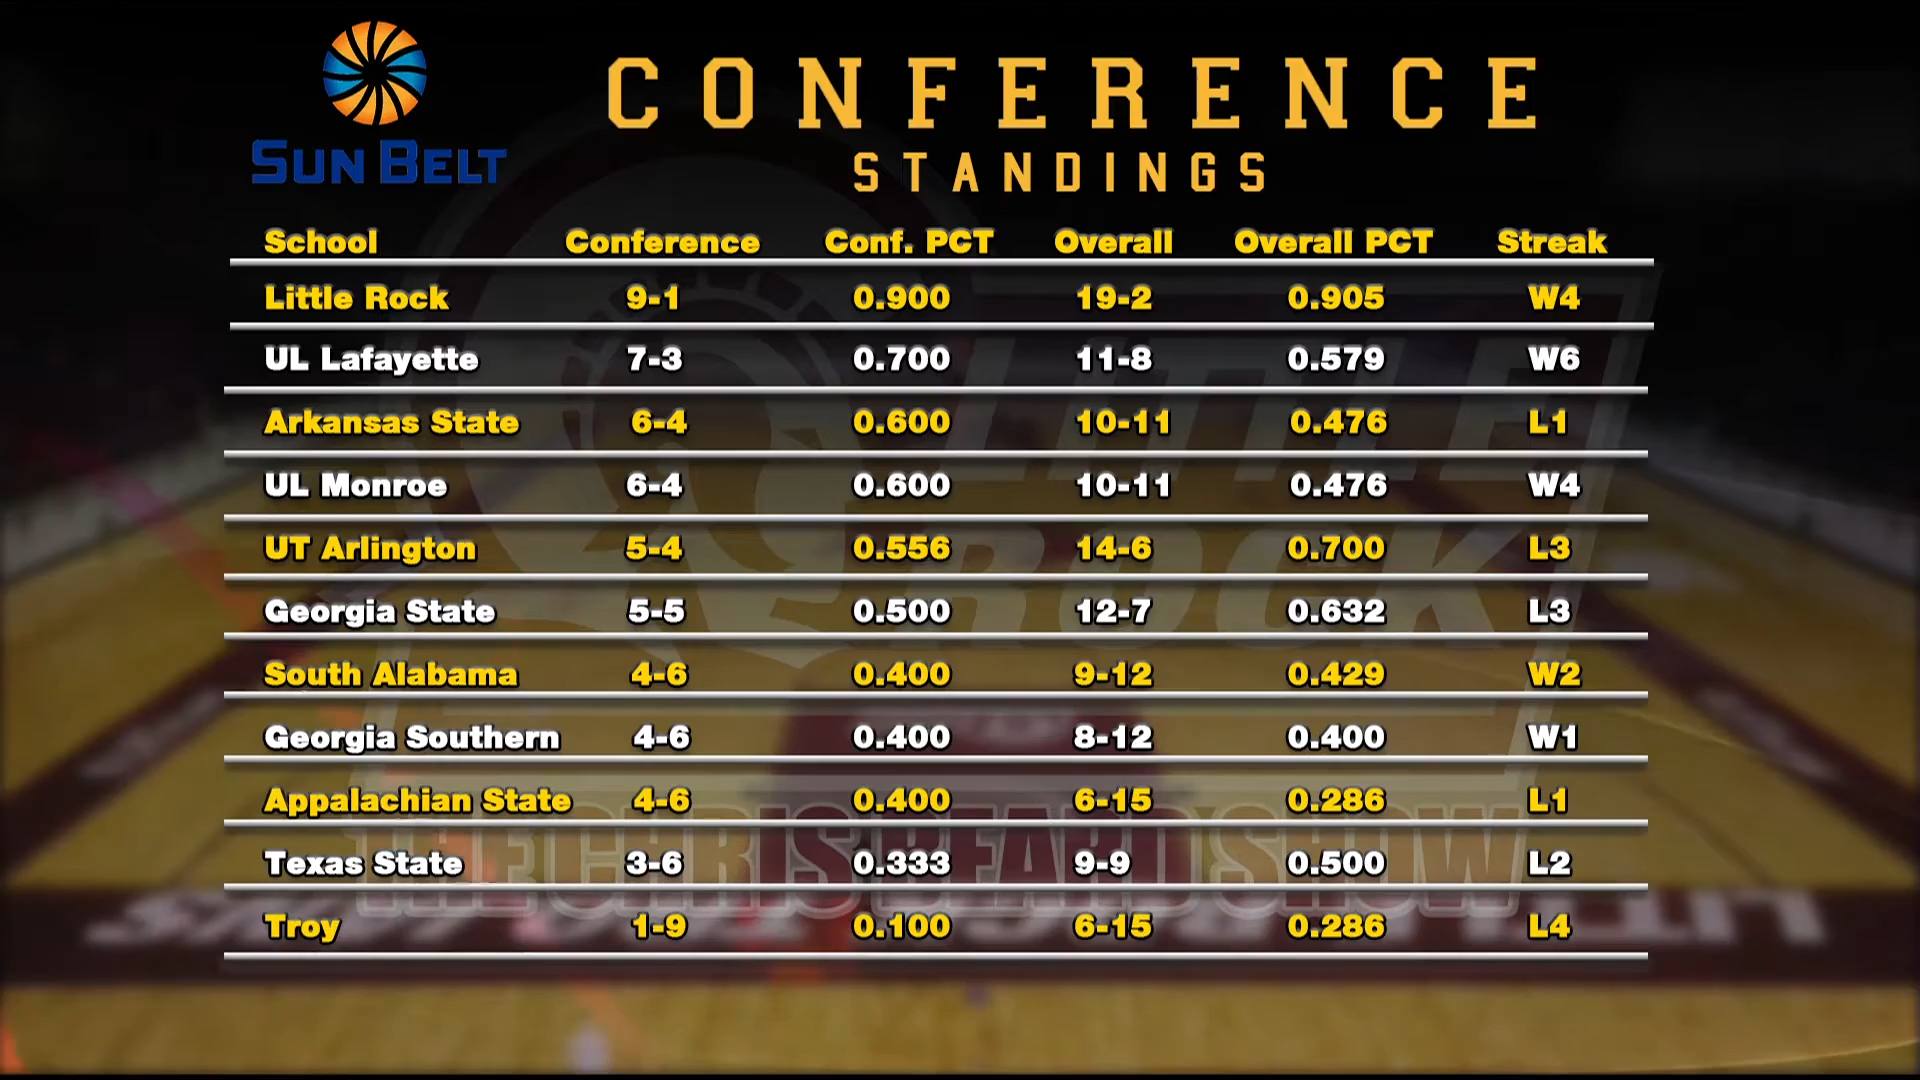 SUN BELT
CONFERENCE
STANDINGS
School Conference Conf. PCT Overall Overall PCT Streak
Little Rock 9-1 0.900 19-2 0.905 W4
UL Lafayette 7-3 0.700 11-8 0.579 W6
Arkansas State 6-4 0.600 10-11 0.476 L1
UL Monroe 6-4 0.600 10-11 0.476 W4
UT Arlington 5-4 0.556 14-6 0.700 L3
Georgia State 5-5 0.500 12-7 0.632 L3
South Alabama 4-6 0.400 9-12 0.429 W2
Georgia Southern 4-6 0.400 8-12 0.400 W1
Appalachian State 4-6 0.400 6-15 0.286 L1
Texas State 3-6 0.333 9-9 0.500 L2
Troy 1-9 0.100 6-15 0.286 L4
LITTLE
ROCK
THE CHRIS BEARD SHOW